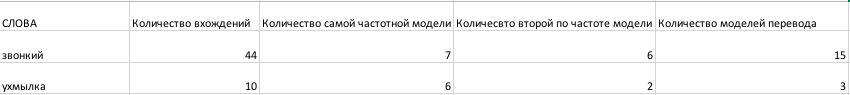 СЛОВА Количество вхождений Количество самой частотной модели Количесвто второй по частоте модели Количество моделей перевода
звонкий 44 7 6 15
ухмылка 10 6 2 3